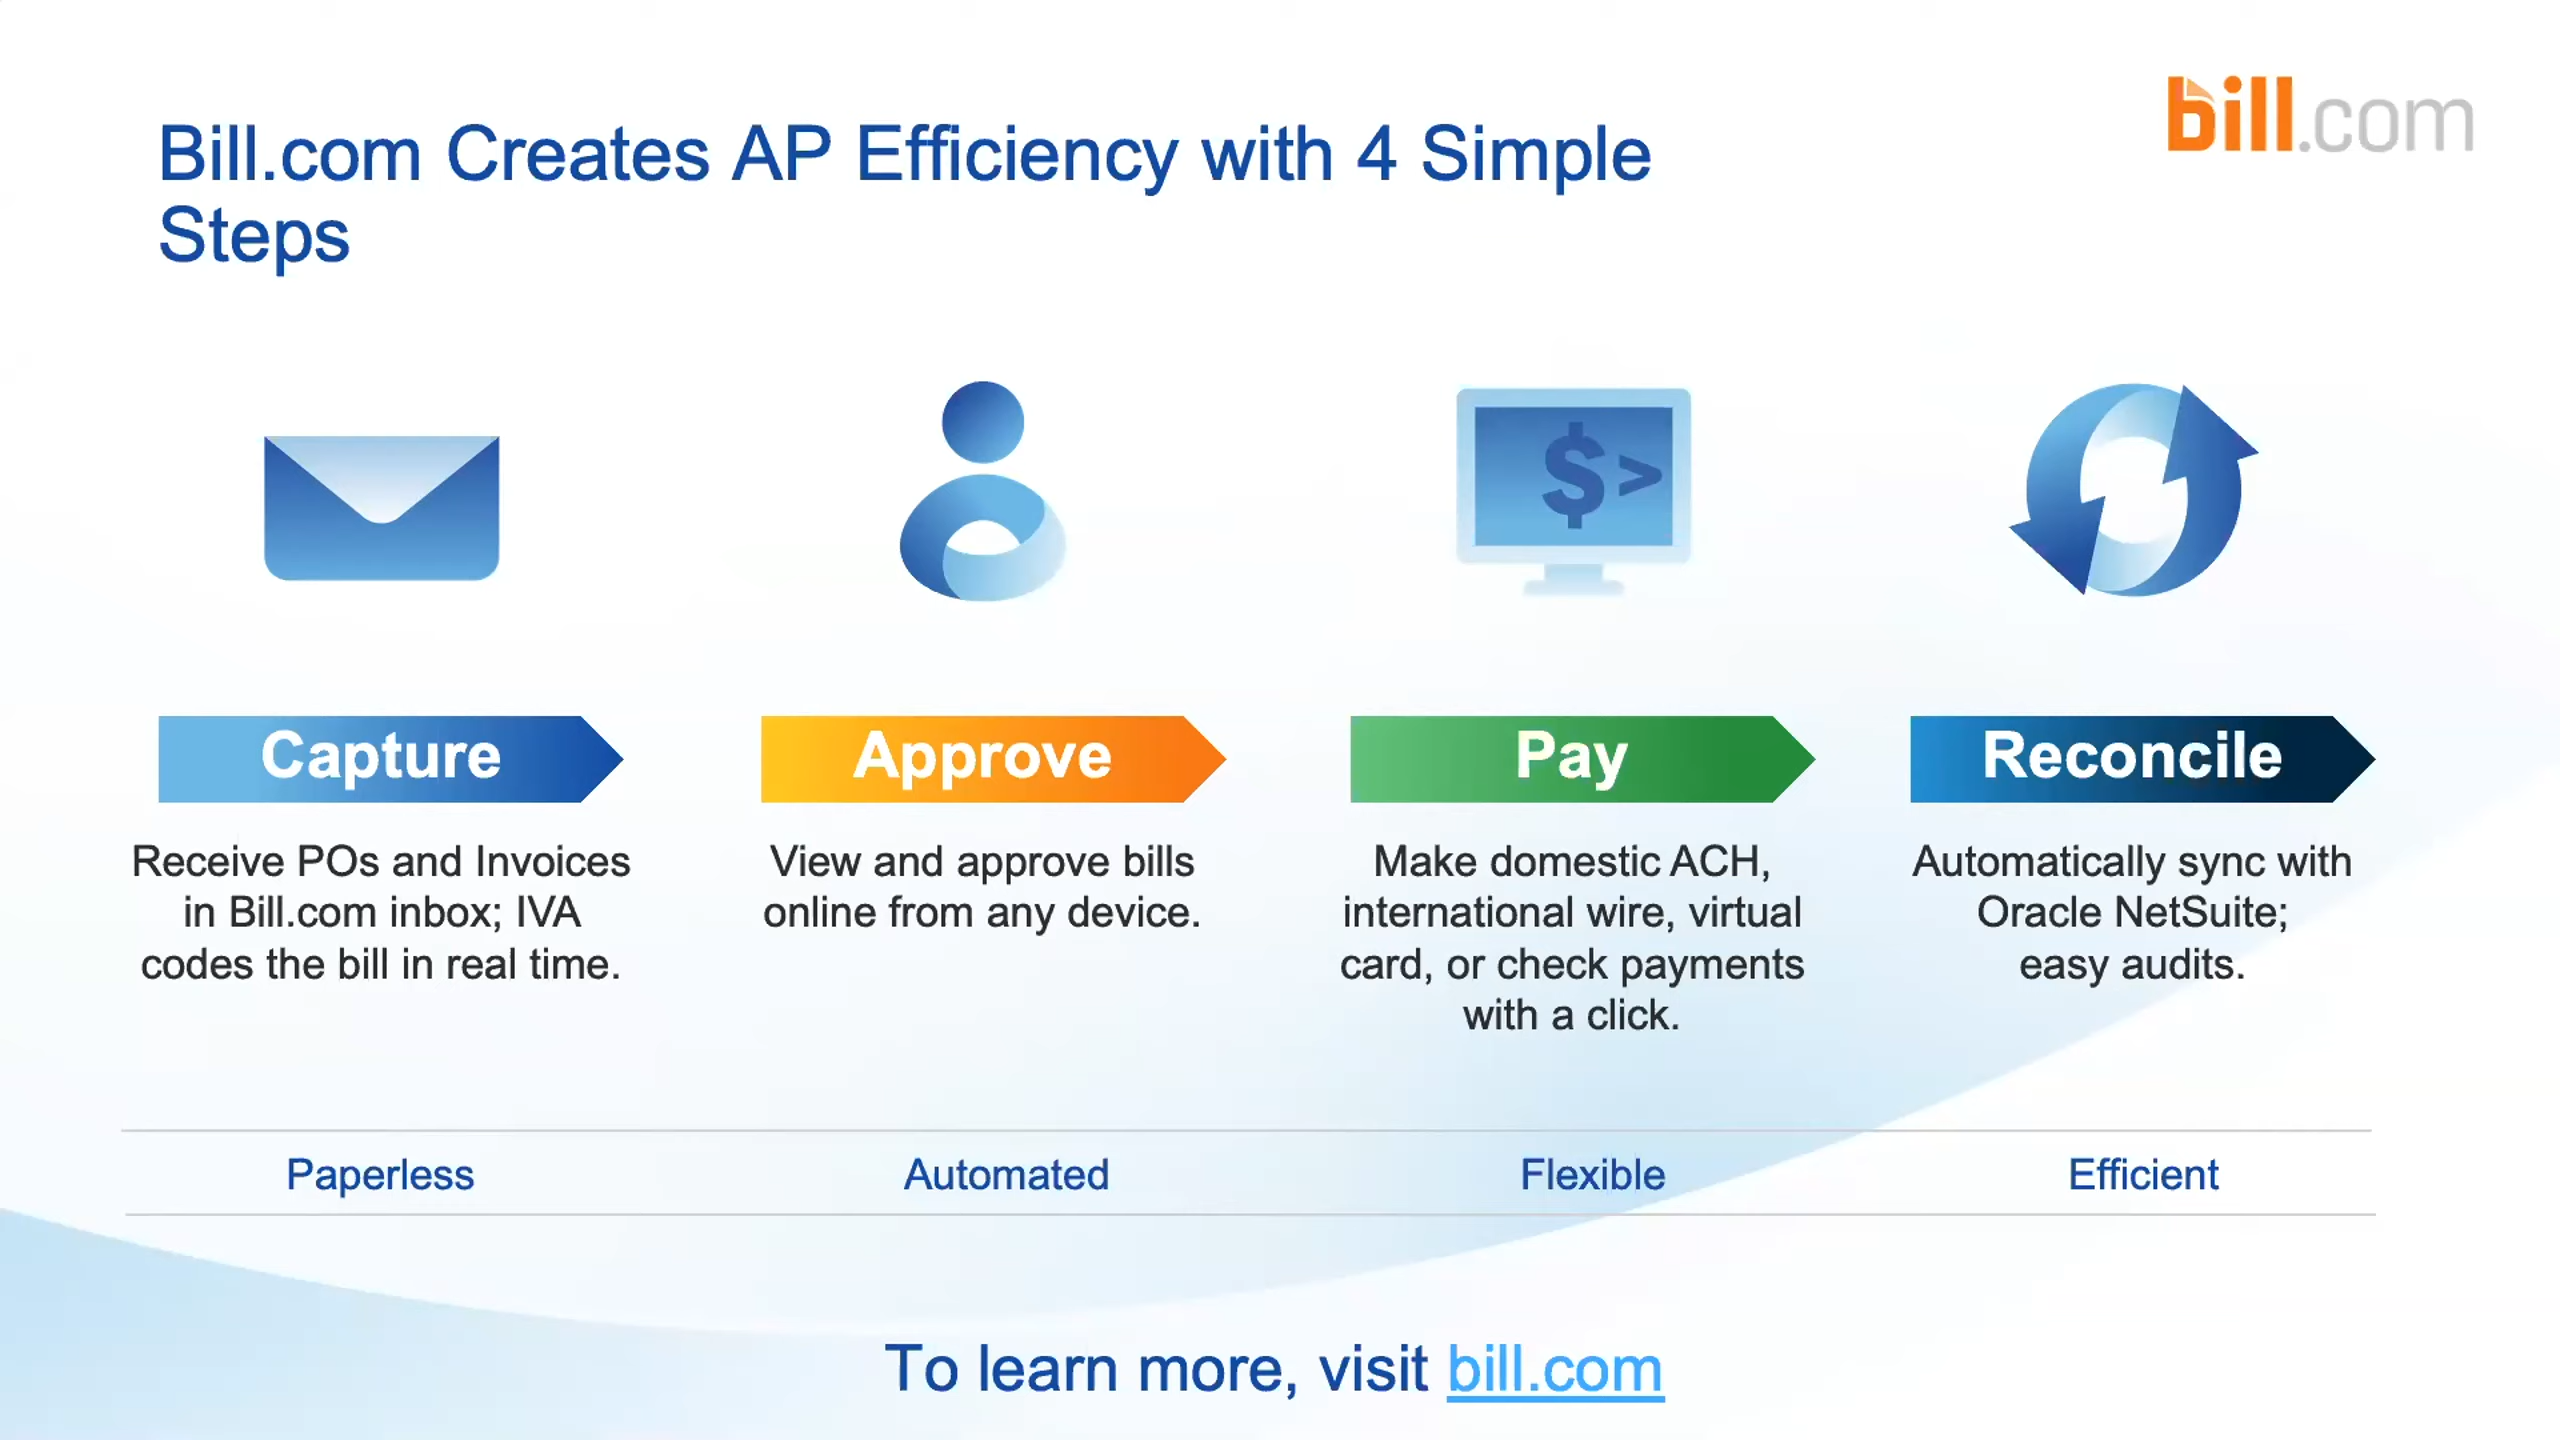 bill.com
Bill.com Creates AP Efficiency with 4 Simple
Steps
$>
Capture
Receive POs and Invoices
in Bill.com inbox; IVA
codes the bill in real time.
Approve
View and approve bills
online from any device.
Pay
Make domestic ACH,
international wire, virtual
card, or check payments
with a click.
Reconcile
Automatically sync with
Oracle NetSuite;
easy audits.
Paperless
Automated
Flexible
Efficient
To learn more, visit bill.com